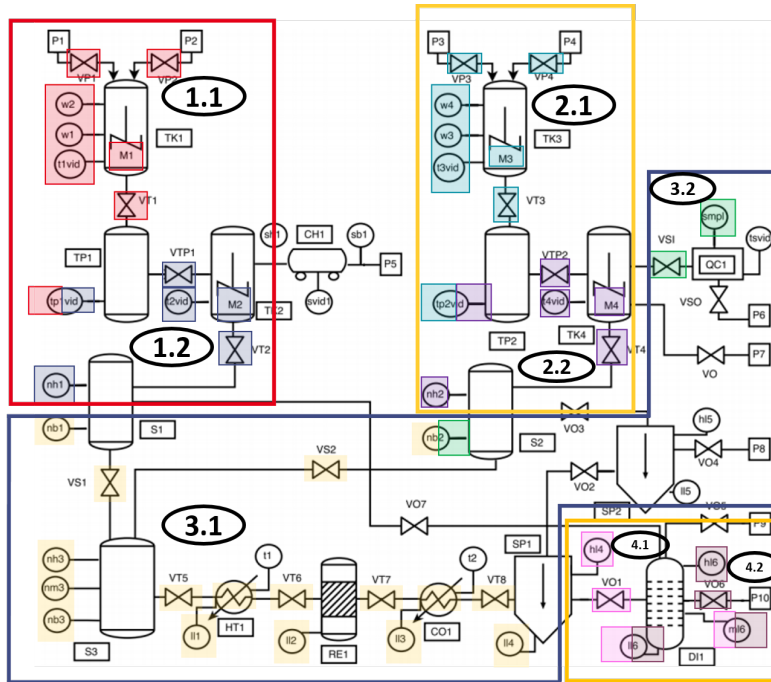 P1
P2
VP1
VP2
1.1
w2
w1
t1vid
M1
TK1
VT1
TP1
VTP1
sh1
CH1
sb1
P5
tp1vid
t2vid
M2
TK2
svid1
1.2
VT2
nh1
nb1
S1
P3
P4
VP3
VP4
2.1
w4
w3
t3vid
M3
TK3
VT3
VTP2
tp2vid
t4vid
M4
TP2
TK4
2.2
VT4
nh2
nb2
S2
3.2
smpl
VSI
tsvid
QC1
VSO
P6
P7
VO
VO3
hl5
VO4
P8
VO2
ll5
SP2
VO5
P9
VS1
VS2
3.1
VO7
nh3
nm3
nb3
S3
VT5
t1
ll1
HT1
VT6
ll2
RE1
VT7
t2
ll3
CO1
VT8
SP1
ll4
hl4
4.1
VO1
hl6
4.2
VO6
P10
ll6
ml6
DI1